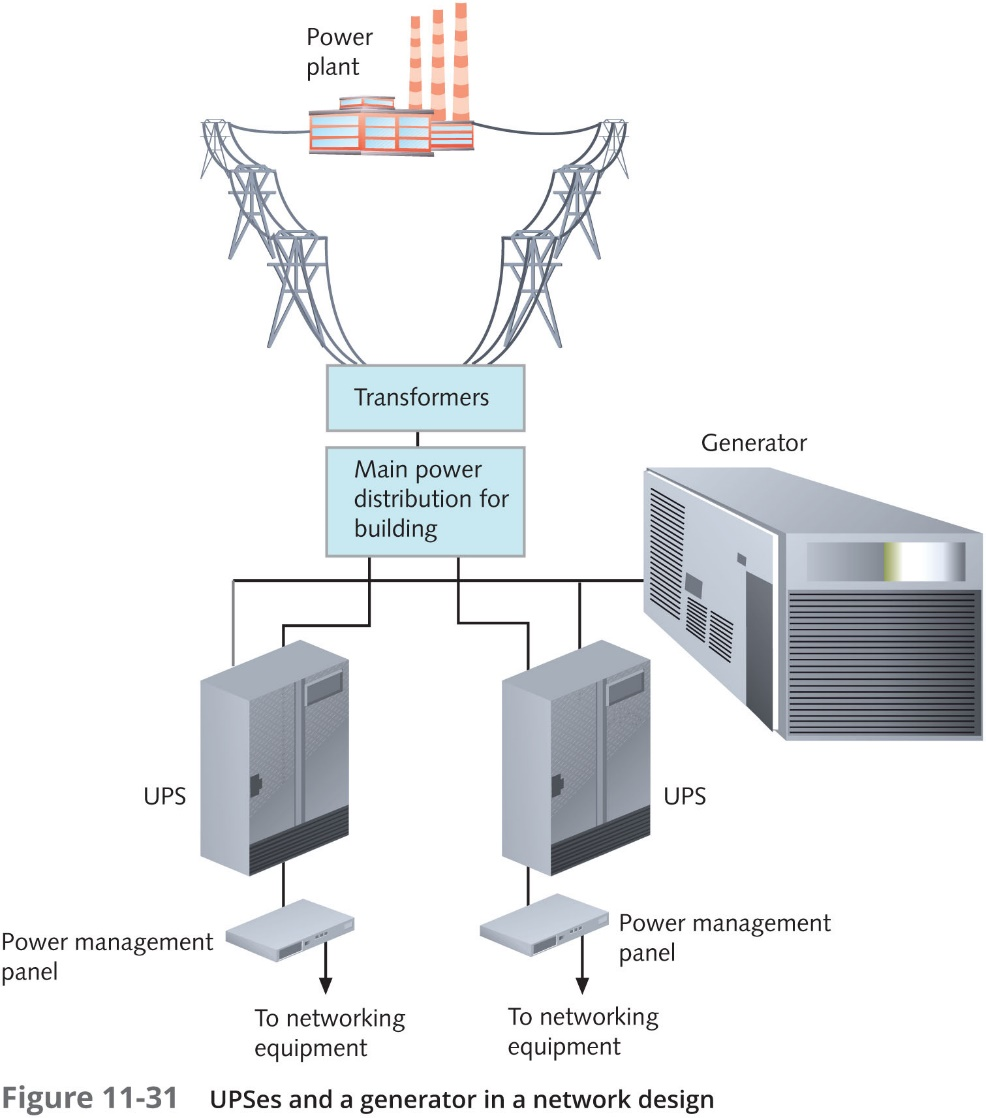 Power
plant
Transformers
Generator
Main power
distribution for
building
UPS
UPS
Power management
panel
Power management
panel
To networking
equipment
To networking
equipment
Figure 11-31 UPSes and a generator in a network design